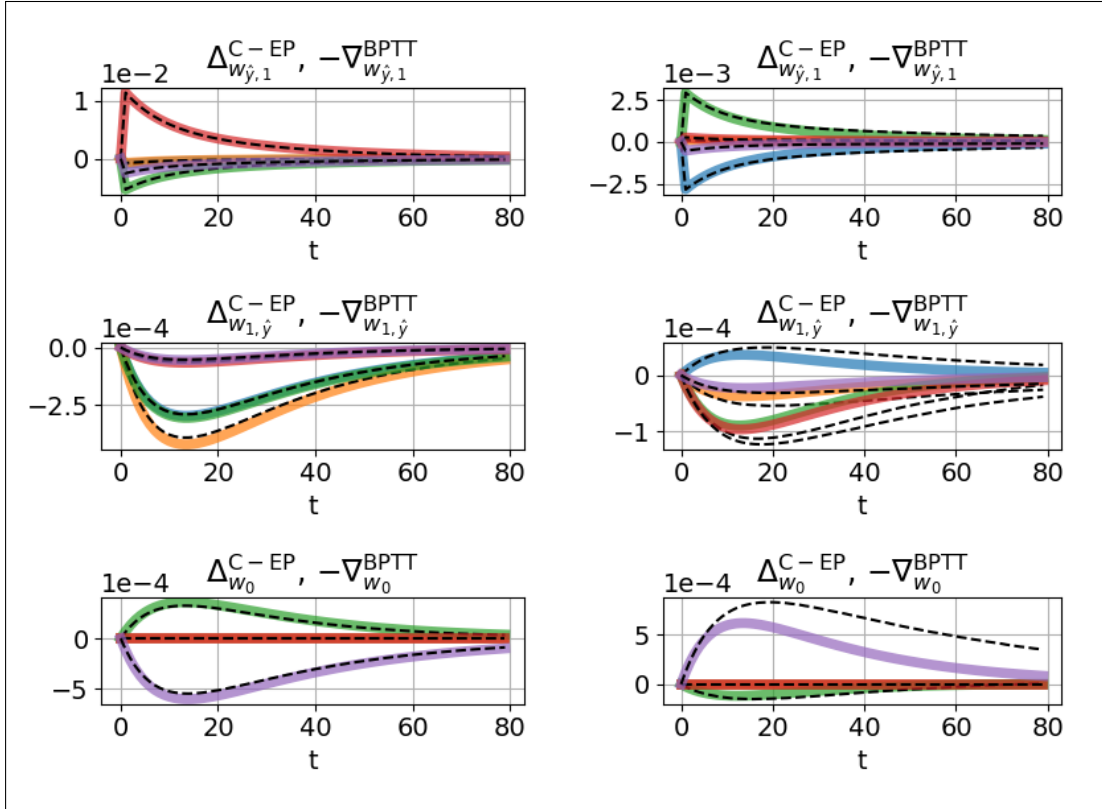 Δ^{C-EP}_{w_{ŷ,1}}, -∇^{BPTT}_{w_{ŷ,1}}
1e-2
1
0
0 20 40 60 80
t
Δ^{C-EP}_{w_{ŷ,1}}, -∇^{BPTT}_{w_{ŷ,1}}
1e-3
2.5
0.0
-2.5
0 20 40 60 80
t
Δ^{C-EP}_{w_{1,ŷ}}, -∇^{BPTT}_{w_{1,ŷ}}
1e-4
0.0
-2.5
0 20 40 60 80
t
Δ^{C-EP}_{w_{1,ŷ}}, -∇^{BPTT}_{w_{1,ŷ}}
1e-4
0
-1
0 20 40 60 80
t
Δ^{C-EP}_{w_0}, -∇^{BPTT}_{w_0}
1e-4
0
-5
0 20 40 60 80
t
Δ^{C-EP}_{w_0}, -∇^{BPTT}_{w_0}
1e-4
5
0
0 20 40 60 80
t